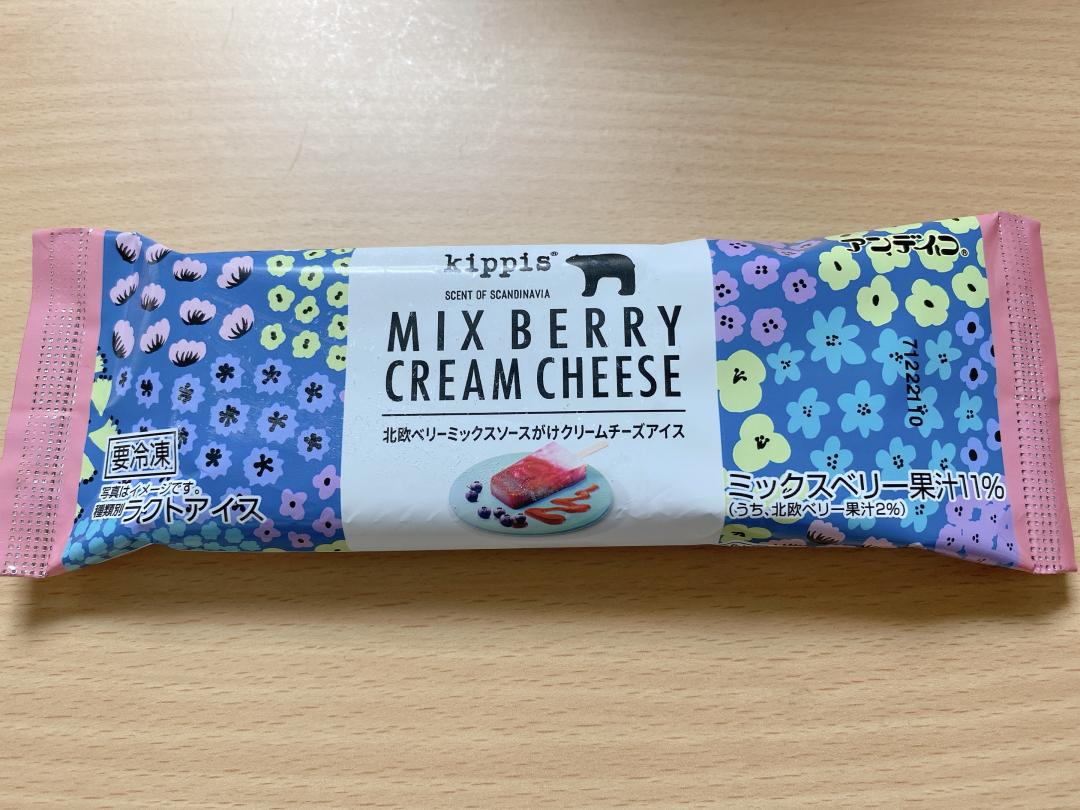 kippis®
SCENT OF SCANDINAVIA
MIX BERRY
CREAM CHEESE
北欧ベリーミックスソースがけクリームチーズアイス
要冷凍
写真はイメージです。
種類別ラクトアイス
アンデイコ®
71222110
ミックスベリー果汁11%
(うち、北欧ベリー果汁2%)